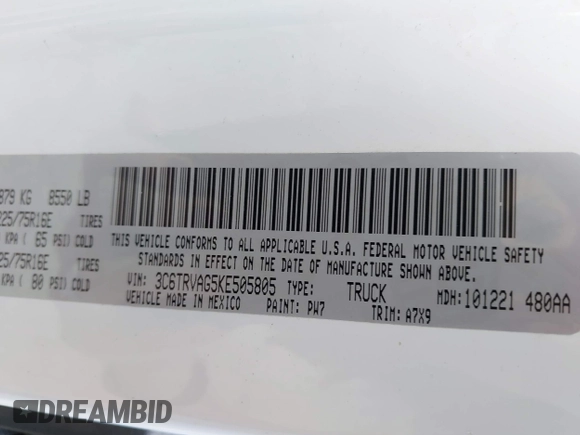 879 KG 8550 LB
225/75R16E TIRES
KPA ( 65 PSI) COLD
25/75R16E TIRES
KPA ( 80 PSI) COLD
THIS VEHICLE CONFORMS TO ALL APPLICABLE U.S.A. FEDERAL MOTOR VEHICLE SAFETY
STANDARDS IN EFFECT ON THE DATE OF MANUFACTURE SHOWN ABOVE.
VIN: 3C6TRVAG5KE505805 TYPE: TRUCK MDH: 101221 480AA
VEHICLE MADE IN MEXICO PAINT: PW7 TRIM: A7X9
DREAMBID